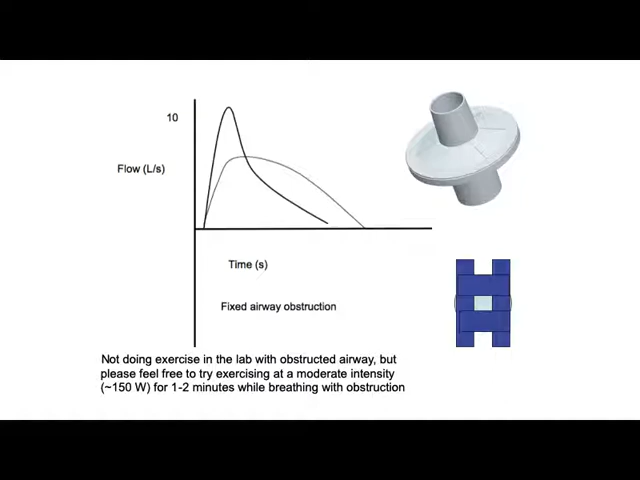 10
Flow (L/s)
Time (s)
Fixed airway obstruction
Not doing exercise in the lab with obstructed airway, but
please feel free to try exercising at a moderate intensity
(~150 W) for 1-2 minutes while breathing with obstruction